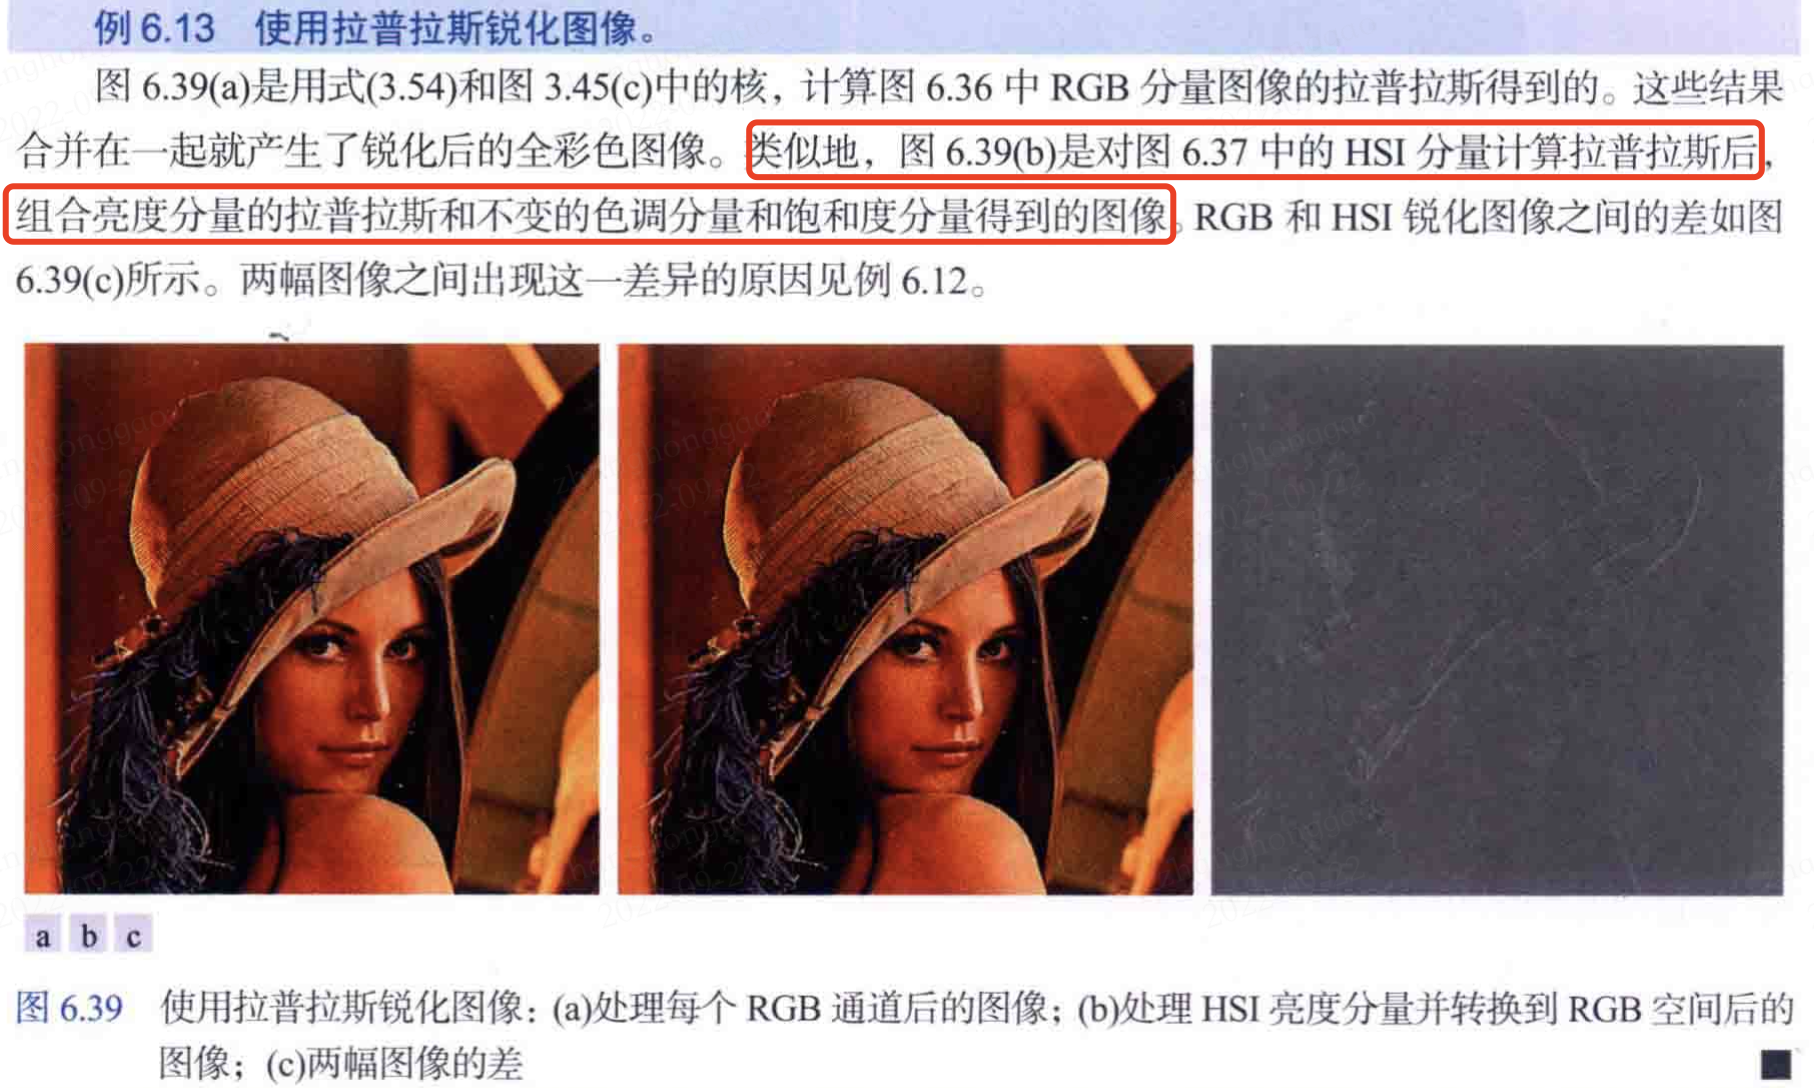 例 6.13 使用拉普拉斯锐化图像。
图 6.39(a)是用式(3.54)和图 3.45(c)中的核，计算图 6.36 中 RGB 分量图像的拉普拉斯得到的。这些结果
合并在一起就产生了锐化后的全彩色图像。类似地，图 6.39(b)是对图 6.37 中的 HSI 分量计算拉普拉斯后，
组合亮度分量的拉普拉斯和不变的色调分量和饱和度分量得到的图像。RGB 和 HSI 锐化图像之间的差如图
6.39(c)所示。两幅图像之间出现这一差异的原因见例 6.12。
a b c
图 6.39 使用拉普拉斯锐化图像：(a)处理每个 RGB 通道后的图像；(b)处理 HSI 亮度分量并转换到 RGB 空间后的
图像；(c)两幅图像的差